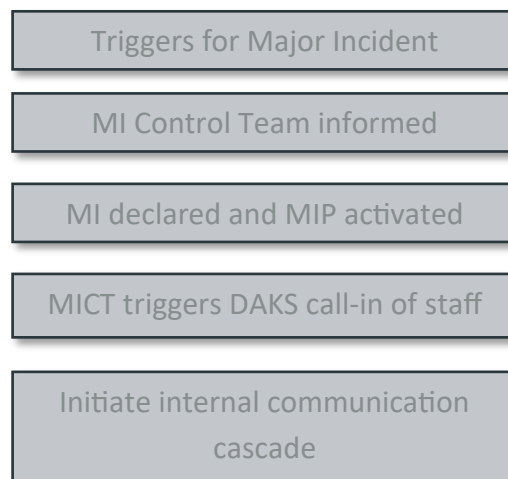 Triggers for Major Incident
MI Control Team informed
MI declared and MIP activated
MICT triggers DAKS call-in of staff
Initiate internal communication
cascade